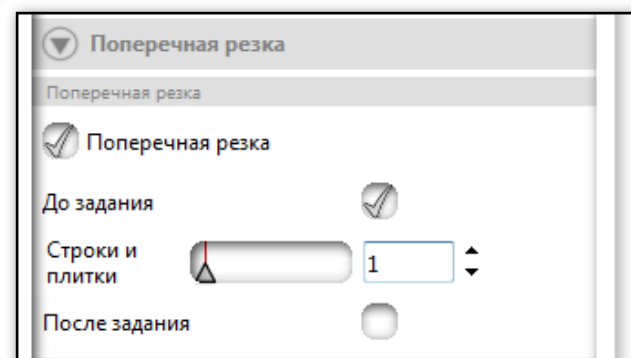 Поперечная резка
Поперечная резка
Поперечная резка
До задания
Строки и
плитки
1
После задания